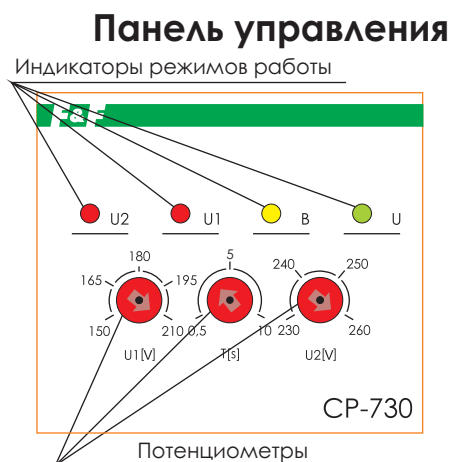 Панель управления
Индикаторы режимов работы
F&F
U2 U1 B U
180 5 240 250
165 195
150 210 0,5 10 230 260
U1[V] T[s] U2[V]
CP-730
Потенциометры